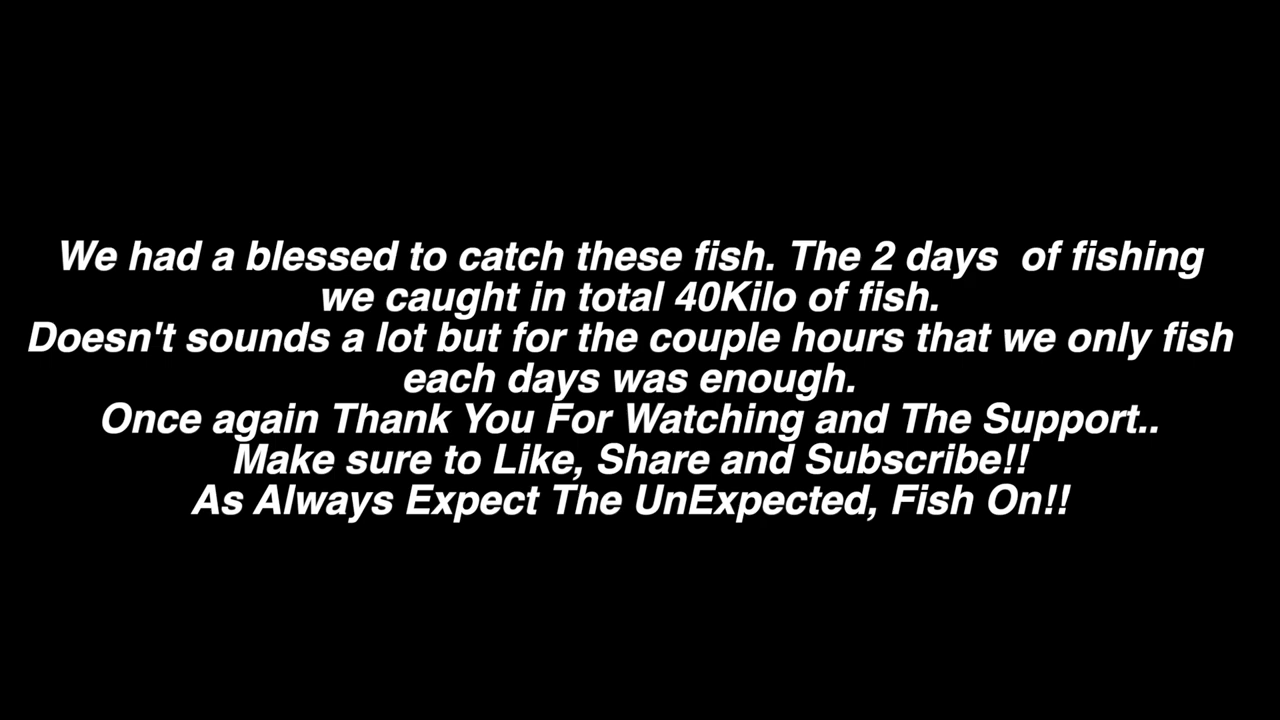 We had a blessed to catch these fish. The 2 days  of fishing
we caught in total 40Kilo of fish.
Doesn't sounds a lot but for the couple hours that we only fish
each days was enough.
Once again Thank You For Watching and The Support..
Make sure to Like, Share and Subscribe!!
As Always Expect The UnExpected, Fish On!!